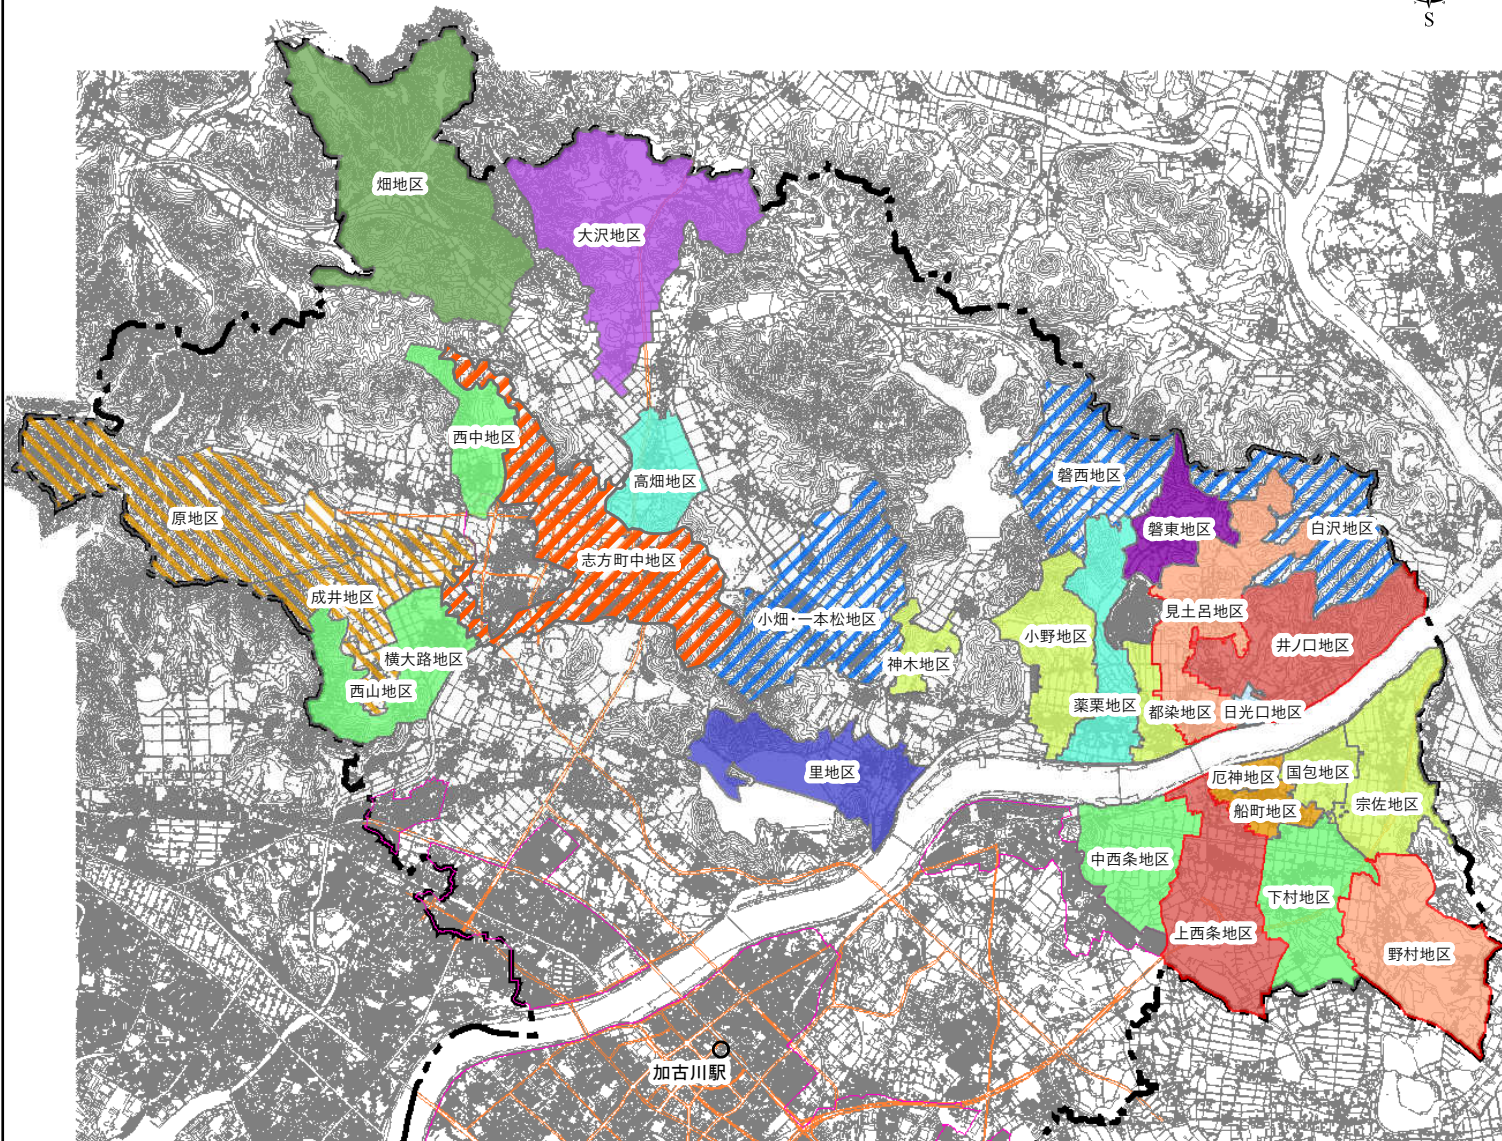 S
畑地区
大沢地区
西中地区
高畑地区
磐西地区
原地区
磐東地区
白沢地区
志方町中地区
成井地区
小畑・一本松地区
見土呂地区
小野地区
井ノ口地区
横大路地区
神木地区
西山地区
薬栗地区
都染地区
日光口地区
里地区
厄神地区
国包地区
船町地区
宗佐地区
中西条地区
下村地区
上西条地区
野村地区
加古川駅